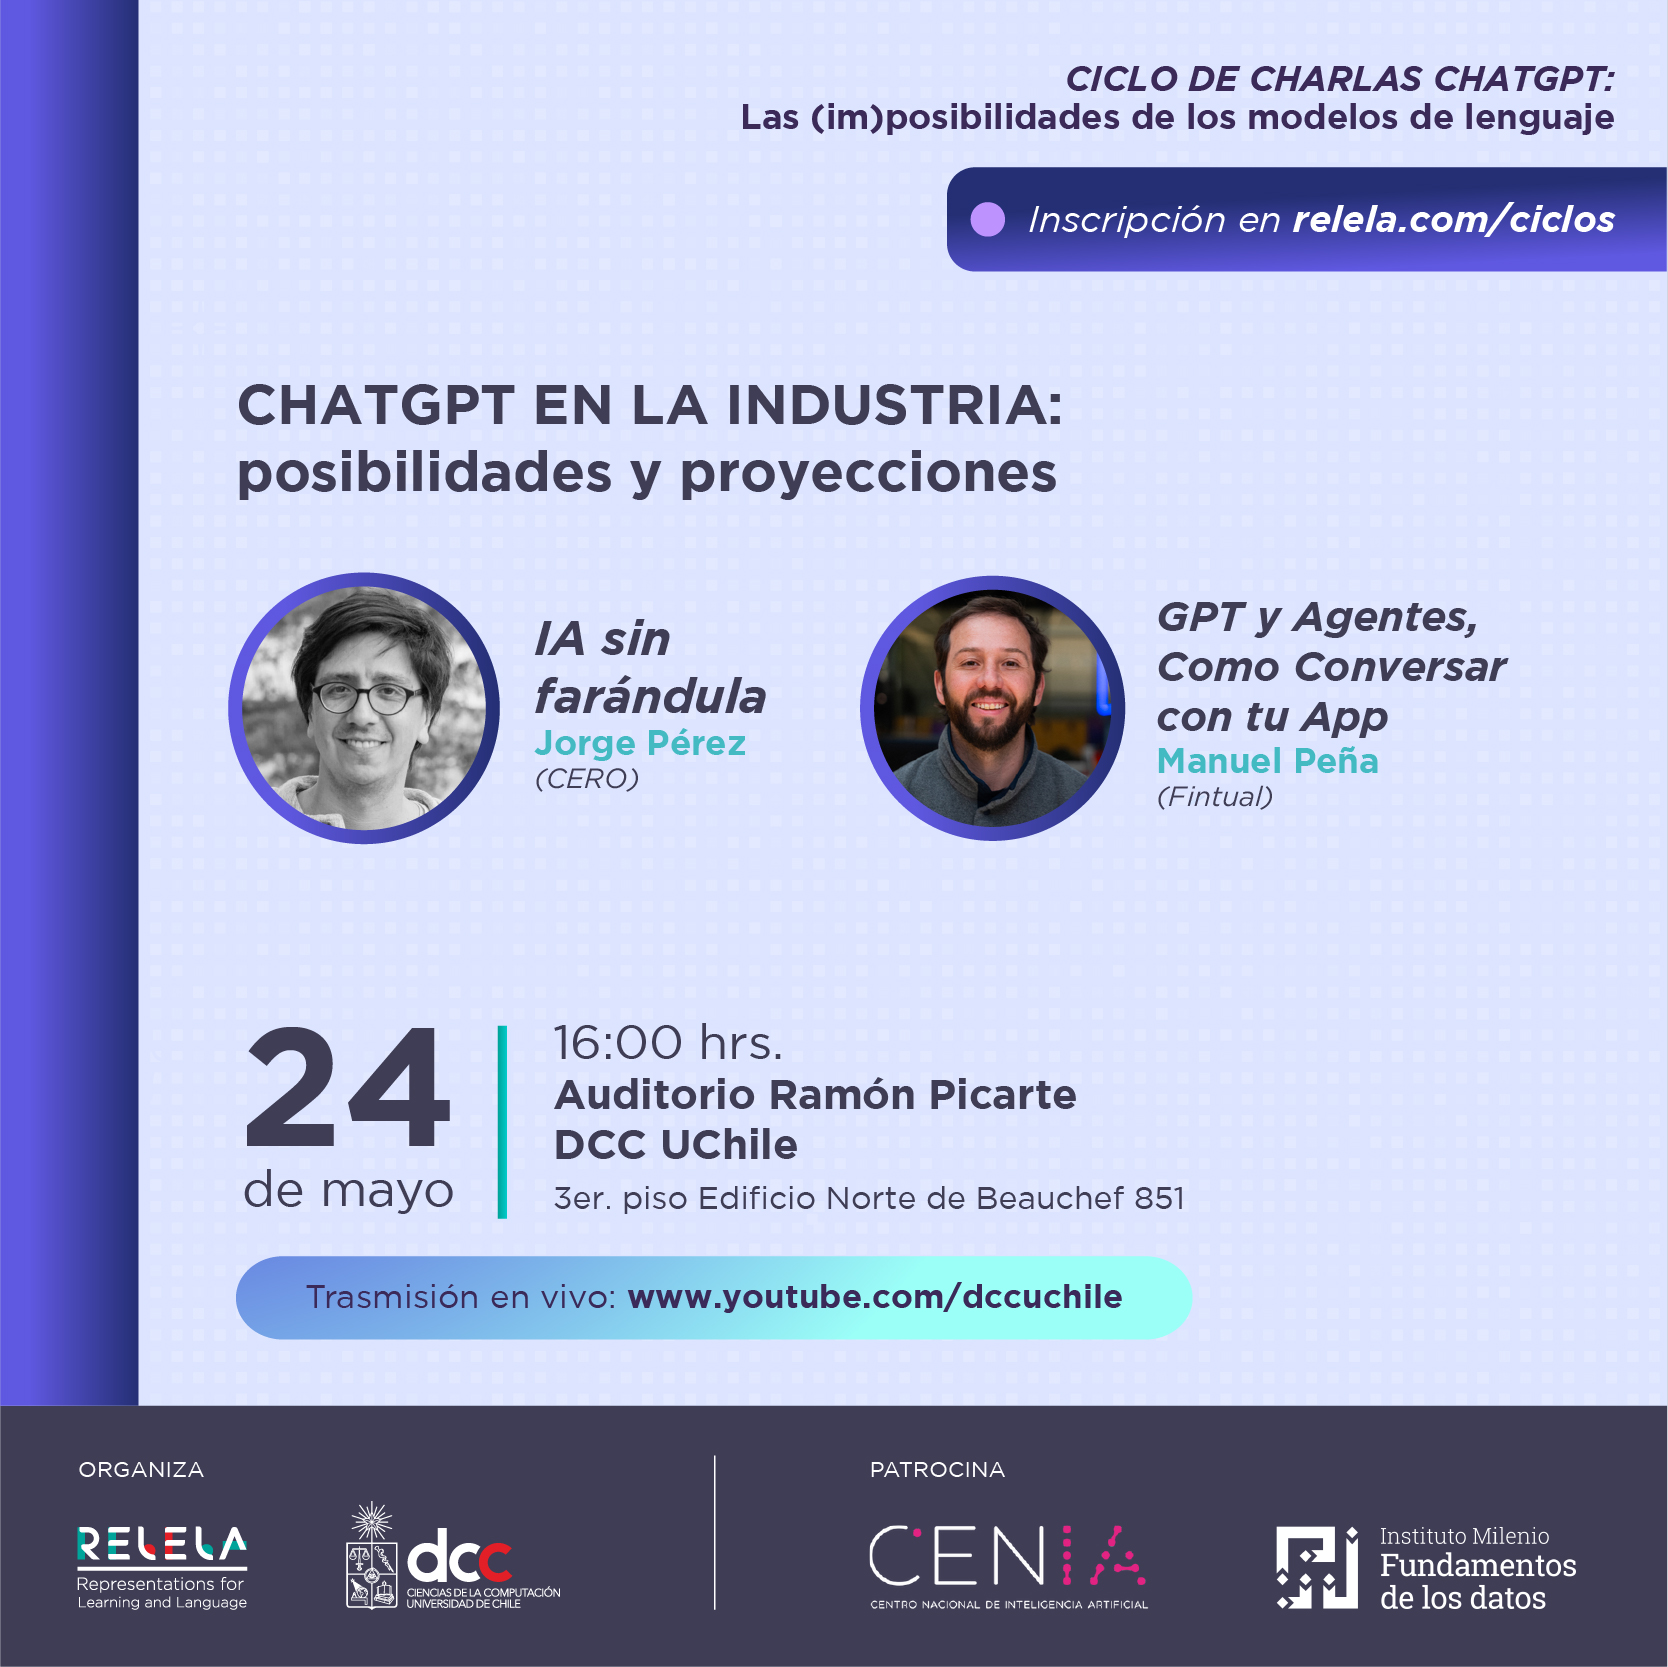 CICLO DE CHARLAS CHATGPT:
Las (im)posibilidades de los modelos de lenguaje
Inscripción en relela.com/ciclos
CHATGPT EN LA INDUSTRIA:
posibilidades y proyecciones
IA sin
farándula
Jorge Pérez
(CERO)
GPT y Agentes,
Como Conversar
con tu App
Manuel Peña
(Fintual)
24
de mayo
16:00 hrs.
Auditorio Ramón Picarte
DCC UChile
3er. piso Edificio Norte de Beauchef 851
Trasmisión en vivo: www.youtube.com/dccuchile
ORGANIZA
RELELA
Representations for
Learning and Language
dcc
CIENCIAS DE LA COMPUTACIÓN
UNIVERSIDAD DE CHILE
PATROCINA
CENIA
CENTRO NACIONAL DE INTELIGENCIA ARTIFICIAL
Instituto Milenio
Fundamentos
de los datos